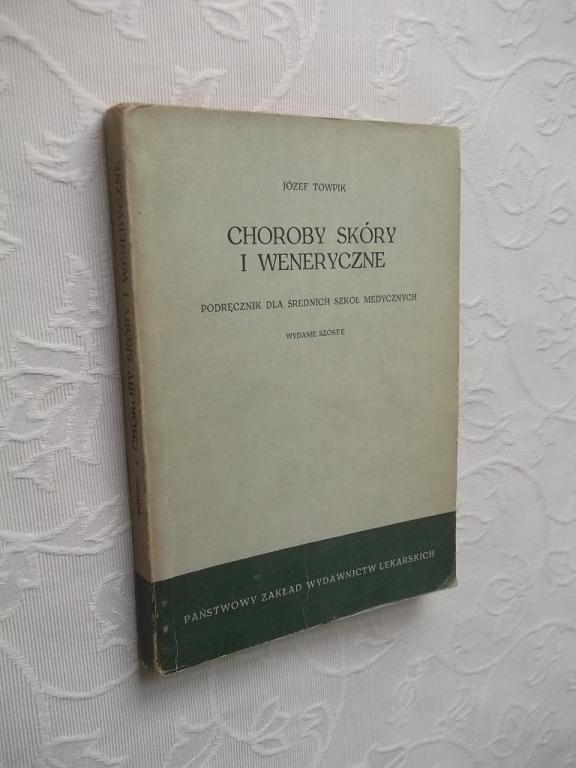 JÓZEF TOWPIK
CHOROBY SKÓRY
I WENERYCZNE
PODRĘCZNIK DLA ŚREDNICH SZKÓŁ MEDYCZNYCH
WYDANIE SZÓSTE
PAŃSTWOWY ZAKŁAD WYDAWNICTW LEKARSKICH
CHOROBY SKÓRY I WENERYCZNE